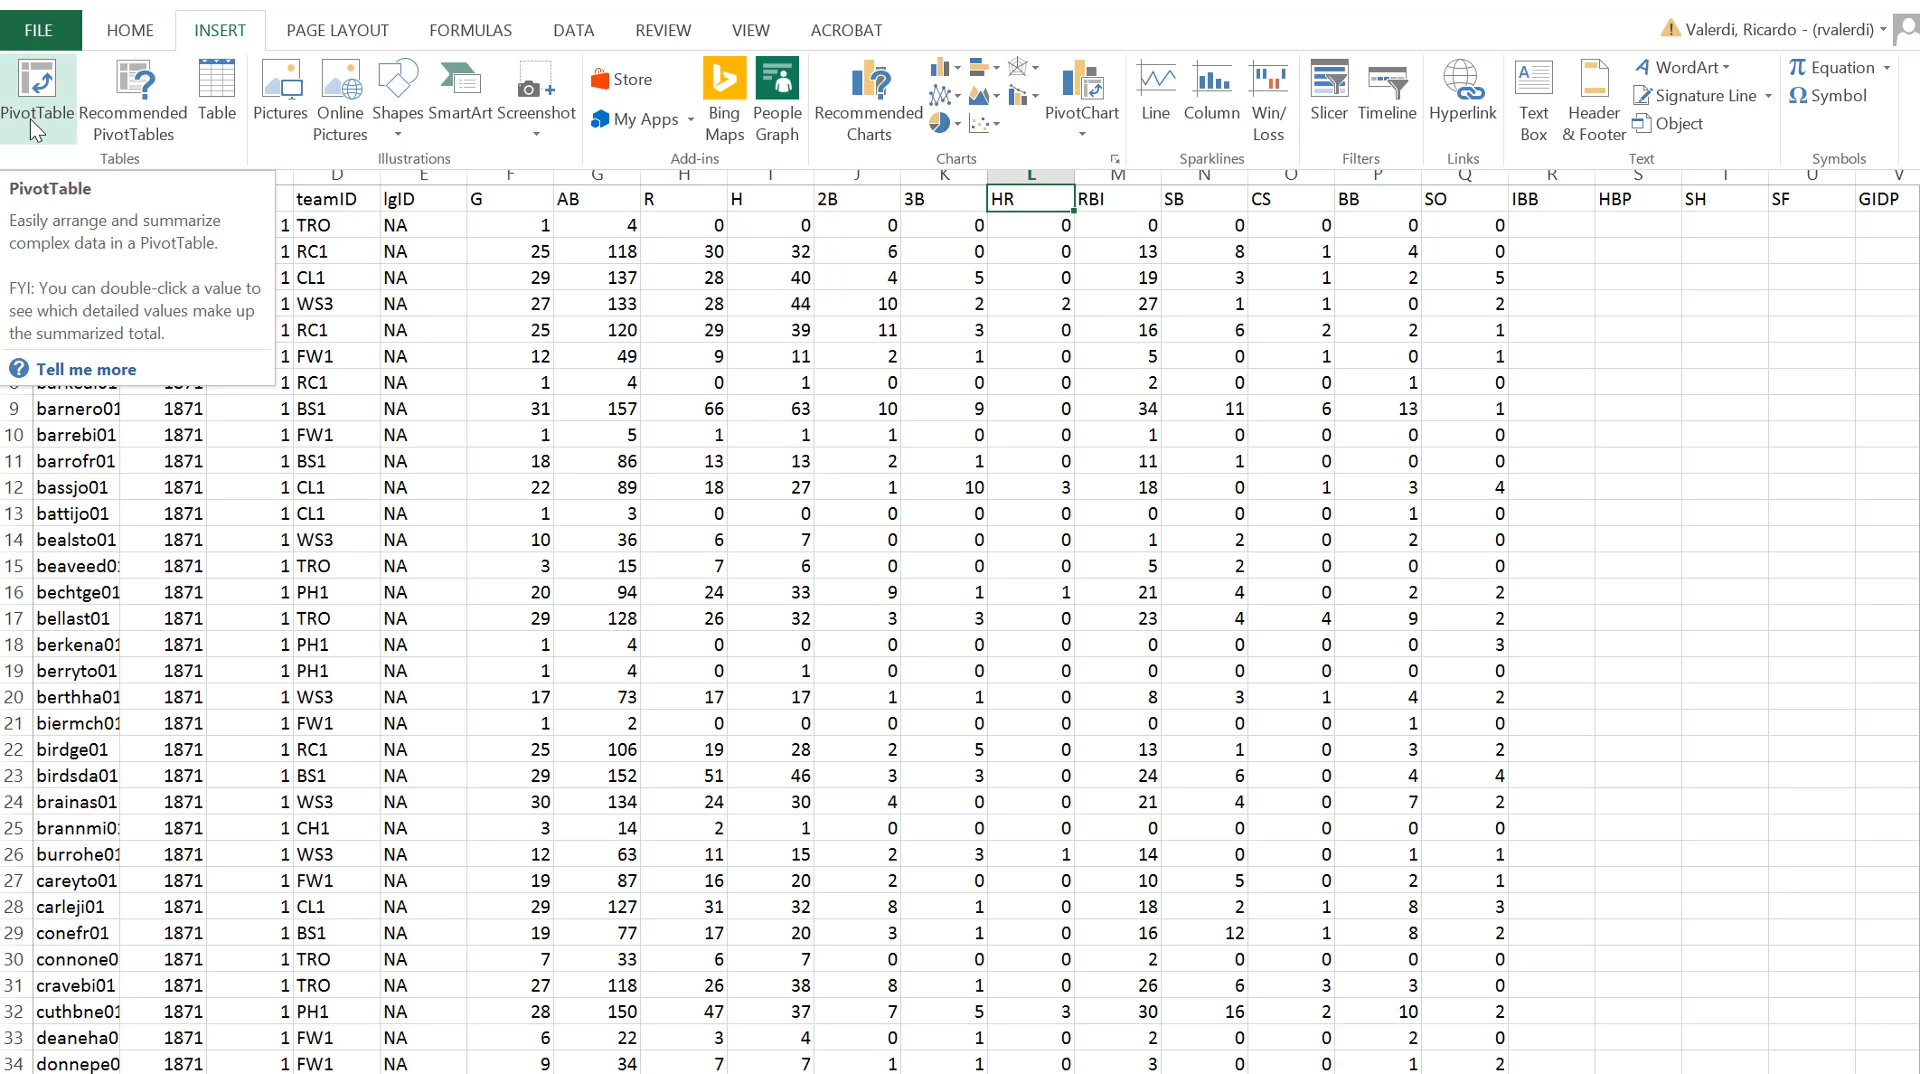 FILE HOME INSERT PAGE LAYOUT FORMULAS DATA REVIEW VIEW ACROBAT Valerdi, Ricardo - (rvalerdi)
PivotTable Recommended PivotTables Table
Tables
Pictures Online Pictures Shapes SmartArt Screenshot
Illustrations
Store
My Apps
Bing Maps People Graph
Add-ins
Recommended Charts PivotChart
Charts
Line Column Win/ Loss
Sparklines
Slicer Timeline
Filters
Hyperlink
Links
Text Box Header & Footer WordArt Signature Line Object
Text
Equation Symbol
Symbols
PivotTable
Easily arrange and summarize
complex data in a PivotTable.
FYI: You can double-click a value to
see which detailed values make up
the summarized total.
Tell me more
D E F G H I J K L M N O P Q R S T U V
teamID lgID G AB R H 2B 3B HR RBI SB CS BB SO IBB HBP SH SF GIDP
1 TRO NA 1 4 0 0 0 0 0 0 0 0 0 0
1 RC1 NA 25 118 30 32 6 0 0 13 8 1 4 0
1 CL1 NA 29 137 28 40 4 5 0 19 3 1 2 5
1 WS3 NA 27 133 28 44 10 2 2 27 1 1 0 2
1 RC1 NA 25 120 29 39 11 3 0 16 6 2 2 1
1 FW1 NA 12 49 9 11 2 1 0 5 0 1 0 1
1 RC1 NA 1 4 0 1 0 0 0 2 0 0 1 0
9 barnero01 1871 1 BS1 NA 31 157 66 63 10 9 0 34 11 6 13 1
10 barrebi01 1871 1 FW1 NA 1 5 1 1 1 0 0 1 0 0 0 0
11 barrofr01 1871 1 BS1 NA 18 86 13 13 2 1 0 11 1 0 0 0
12 bassjo01 1871 1 CL1 NA 22 89 18 27 1 10 3 18 0 1 3 4
13 battijo01 1871 1 CL1 NA 1 3 0 0 0 0 0 0 0 0 1 0
14 bealsto01 1871 1 WS3 NA 10 36 6 7 0 0 0 1 2 0 2 0
15 beaveed0 1871 1 TRO NA 3 15 7 6 0 0 0 5 2 0 0 0
16 bechtge01 1871 1 PH1 NA 20 94 24 33 9 1 1 21 4 0 2 2
17 bellast01 1871 1 TRO NA 29 128 26 32 3 3 0 23 4 4 9 2
18 berkena01 1871 1 PH1 NA 1 4 0 0 0 0 0 0 0 0 0 3
19 berryto01 1871 1 PH1 NA 1 4 0 1 0 0 0 0 0 0 0 0
20 berthha01 1871 1 WS3 NA 17 73 17 17 1 1 0 8 3 1 4 2
21 biermch01 1871 1 FW1 NA 1 2 0 0 0 0 0 0 0 0 1 0
22 birdge01 1871 1 RC1 NA 25 106 19 28 2 5 0 13 1 0 3 2
23 birdsda01 1871 1 BS1 NA 29 152 51 46 3 3 0 24 6 0 4 4
24 brainas01 1871 1 WS3 NA 30 134 24 30 4 0 0 21 4 0 7 2
25 brannmi0 1871 1 CH1 NA 3 14 2 1 0 0 0 0 0 0 0 0
26 burrohe01 1871 1 WS3 NA 12 63 11 15 2 3 1 14 0 0 1 1
27 careyto01 1871 1 FW1 NA 19 87 16 20 2 0 0 10 5 0 2 1
28 carleji01 1871 1 CL1 NA 29 127 31 32 8 1 0 18 2 1 8 3
29 conefr01 1871 1 BS1 NA 19 77 17 20 3 1 0 16 12 1 8 2
30 connone0 1871 1 TRO NA 7 33 6 7 0 0 0 2 0 0 0 0
31 cravebi01 1871 1 TRO NA 27 118 26 38 8 1 0 26 6 3 3 0
32 cuthbne01 1871 1 PH1 NA 28 150 47 37 7 5 3 30 16 2 10 2
33 deaneha0 1871 1 FW1 NA 6 22 3 4 0 1 0 2 0 0 2 0
34 donnepe0 1871 1 FW1 NA 9 34 7 7 1 1 0 3 0 0 1 2